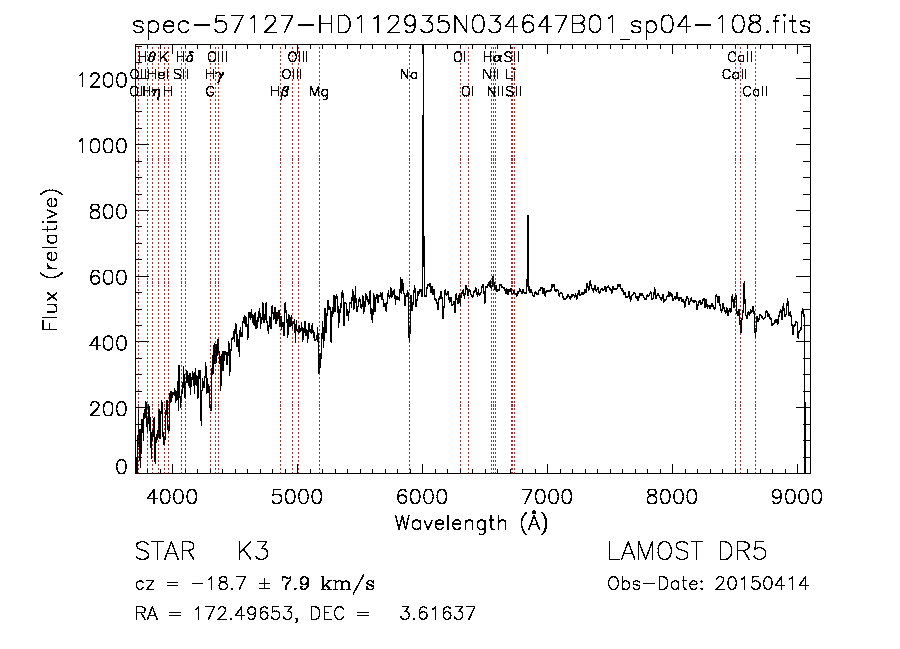 spec-57127-HD112935N034647B01_sp04-108.fits
Hθ K Hδ OIII OIII OI Hα SII CaII
OII HeI SII Hγ OIII Na NII Li CaII
OII Hη H G Hβ Mg OI NII SII CaII
1200
1000
800
600
400
200
0
Flux (relative)
4000 5000 6000 7000 8000 9000
Wavelength (Å)
STAR K3 LAMOST DR5
cz = −18.7 ± 7.9 km/s Obs-Date: 20150414
RA = 172.49653, DEC = 3.61637